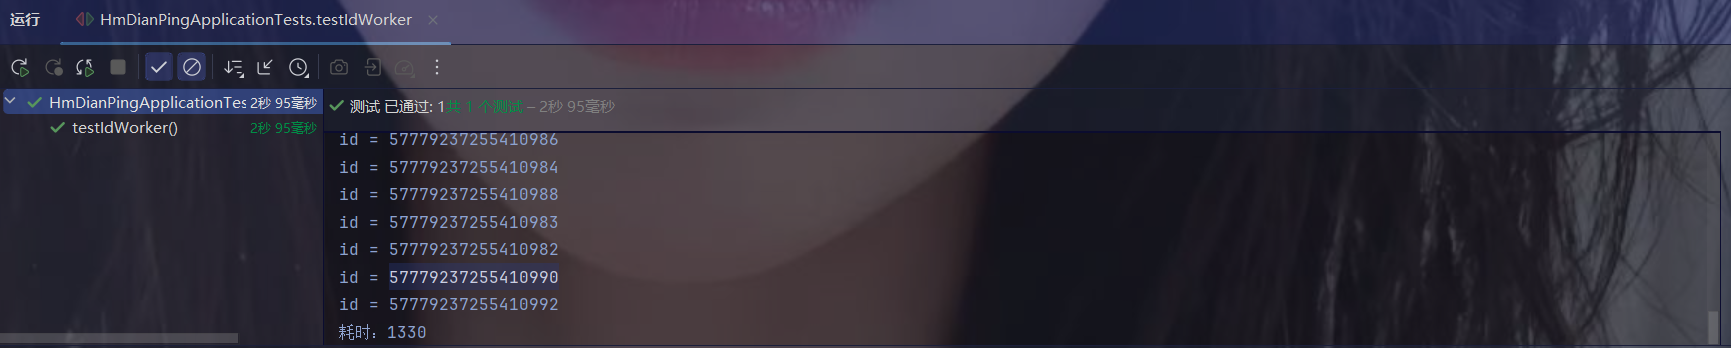 运行 HmDianPingApplicationTests.testIdWorker ×
HmDianPingApplicationTes 2秒 95毫秒
testIdWorker() 2秒 95毫秒
测试 已通过: 1共 1 个测试 – 2秒 95毫秒
id = 57779237255410986
id = 57779237255410984
id = 57779237255410988
id = 57779237255410983
id = 57779237255410982
id = 57779237255410990
id = 57779237255410992
耗时：1330